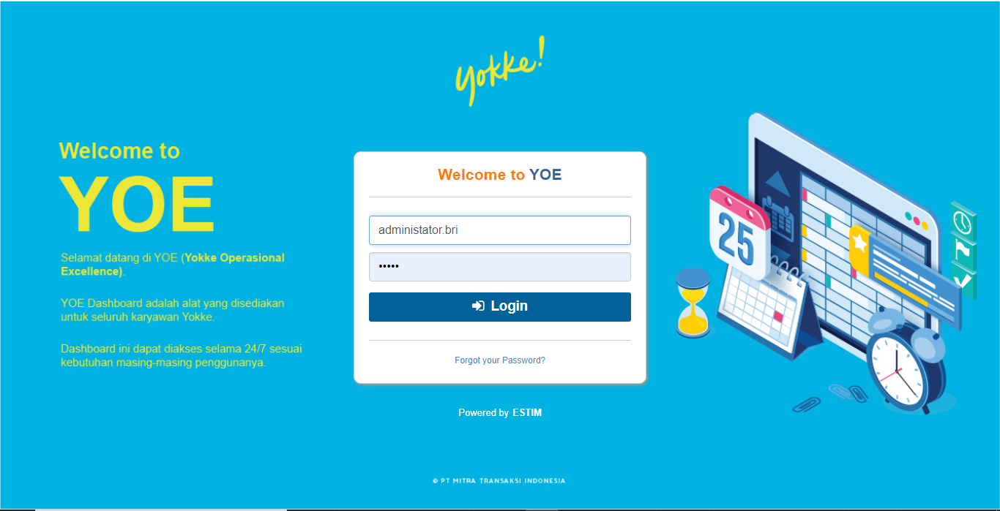 yokke!
Welcome to
YOE
Selamat datang di YOE (Yokke Operasional
Excellence).
YOE Dashboard adalah alat yang disediakan
untuk seluruh karyawan Yokke.
Dashboard ini dapat diakses selama 24/7 sesuai
kebutuhan masing-masing penggunanya.
Welcome to YOE
administator.bri
•••••
Login
Forgot your Password?
Powered by ESTIM
25
© PT MITRA TRANSAKSI INDONESIA